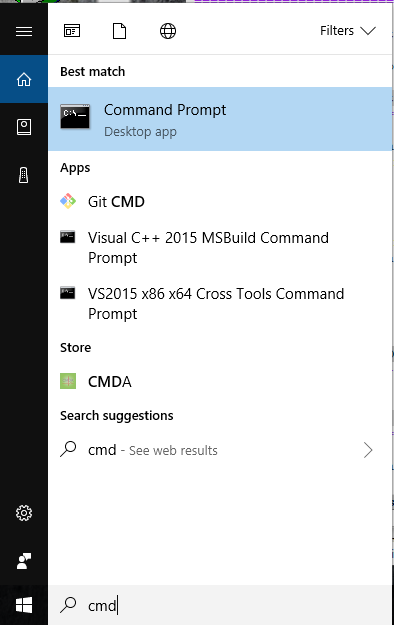 Filters
Best match
Command Prompt
Desktop app
Apps
Git CMD
Visual C++ 2015 MSBuild Command
Prompt
VS2015 x86 x64 Cross Tools Command
Prompt
Store
CMDA
Search suggestions
cmd - See web results
cmd